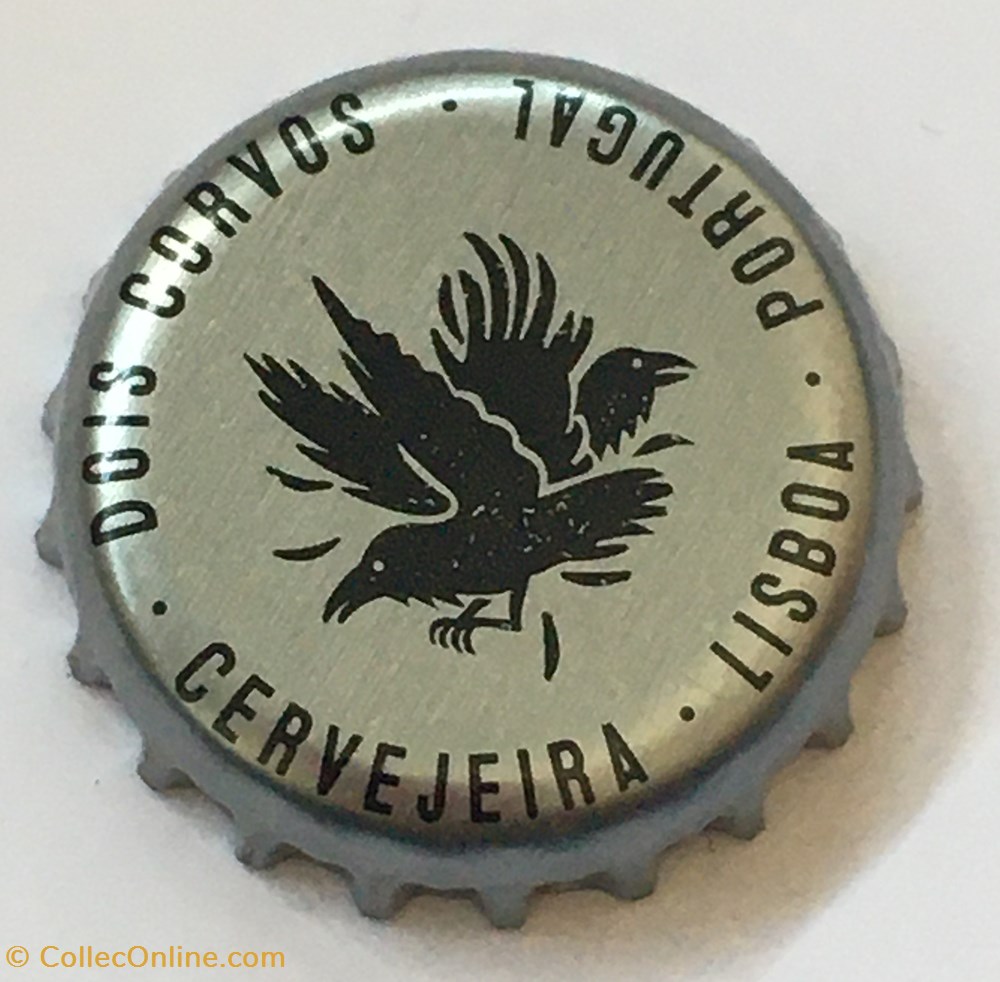 DOIS CORVOS · CERVEJEIRA · LISBOA · PORTUGAL ·
© CollecOnline.com